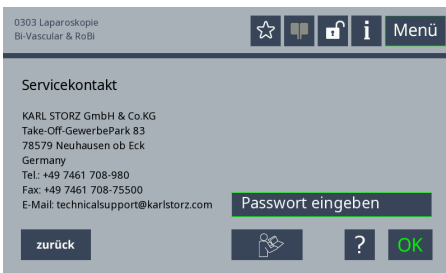 0303 Laparoskopie
Bi-Vascular & RoBi
i
Menü
Servicekontakt
KARL STORZ GmbH & Co.KG
Take-Off-GewerbePark 83
78579 Neuhausen ob Eck
Germany
Tel.: +49 7461 708-980
Fax: +49 7461 708-75500
E-Mail: technicalsupport@karlstorz.com
Passwort eingeben
zurück
?
OK